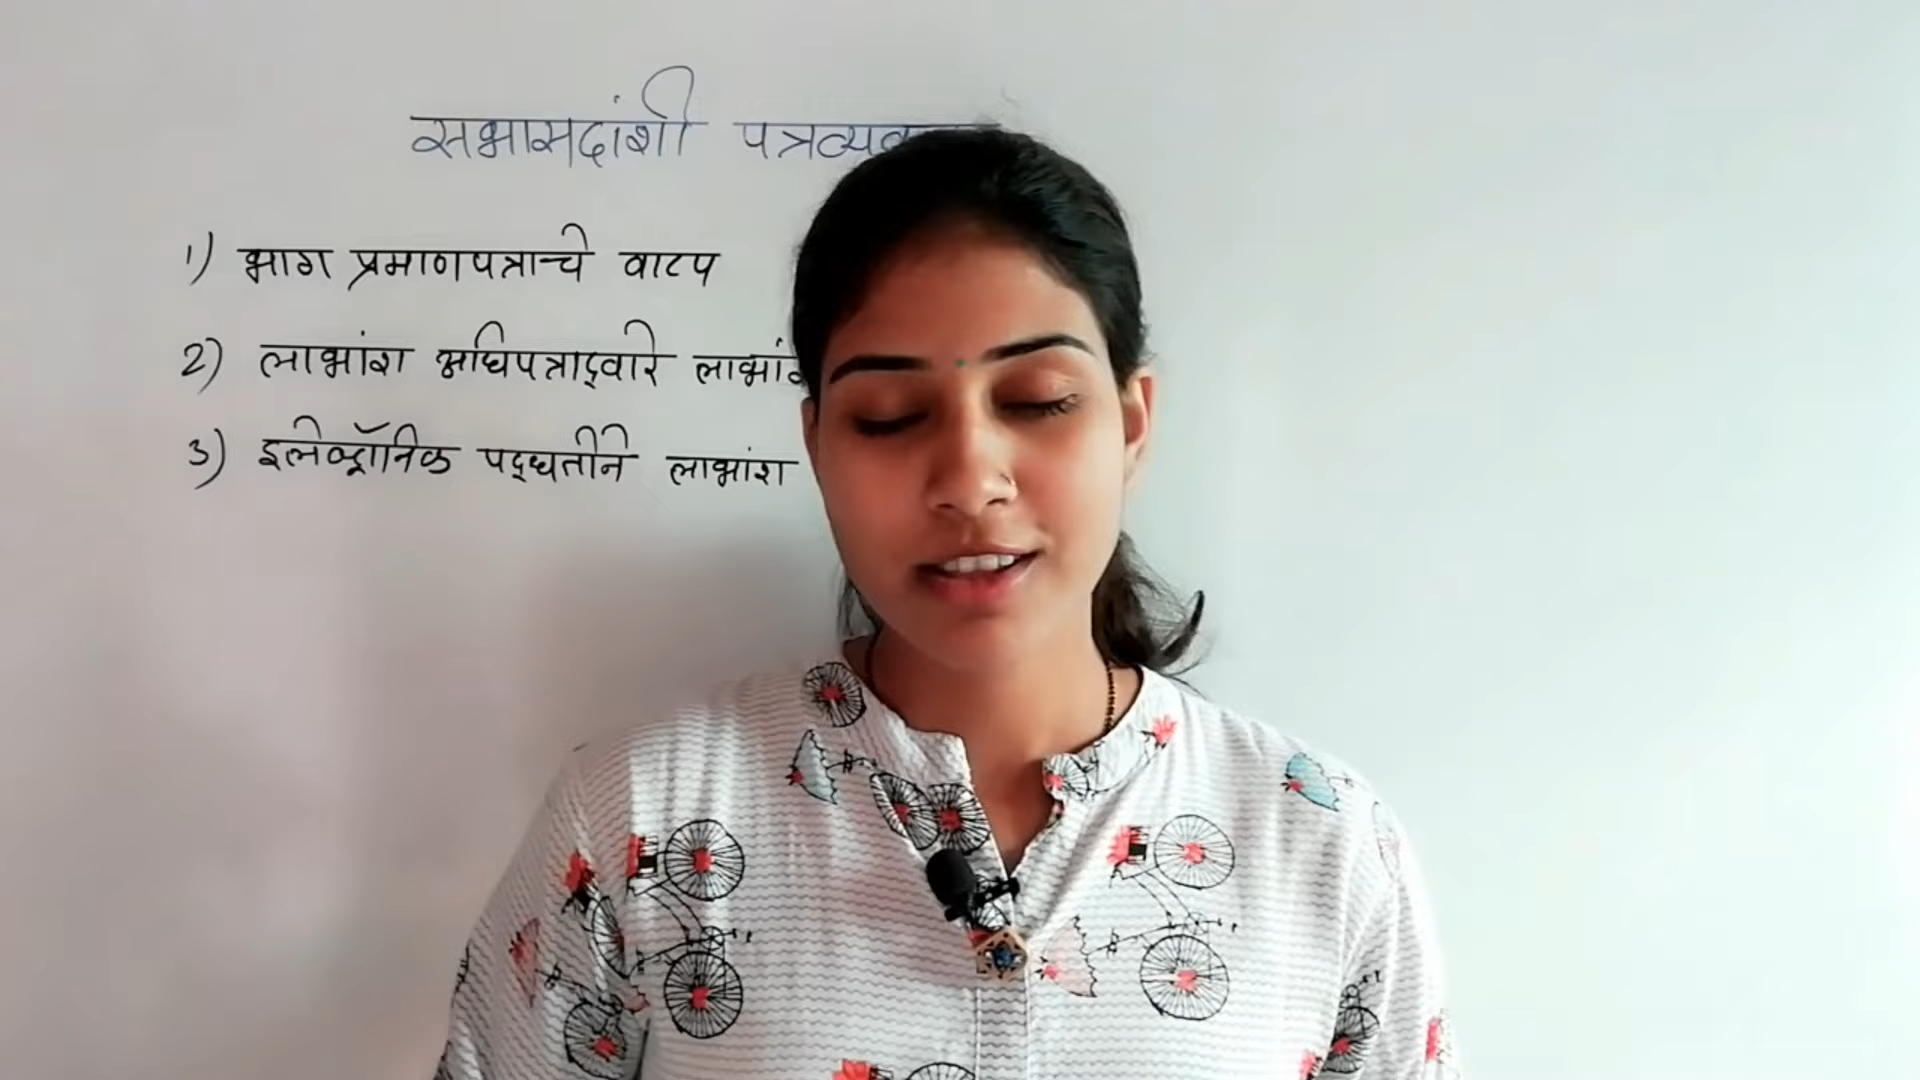 सभासदांशी
1) भाग प्रमाणपत्राचे वाटप
2) लाभांश अधिपत्राद्वारे
3) इलेक्ट्रॉनिक पद्धतीने लाभांश